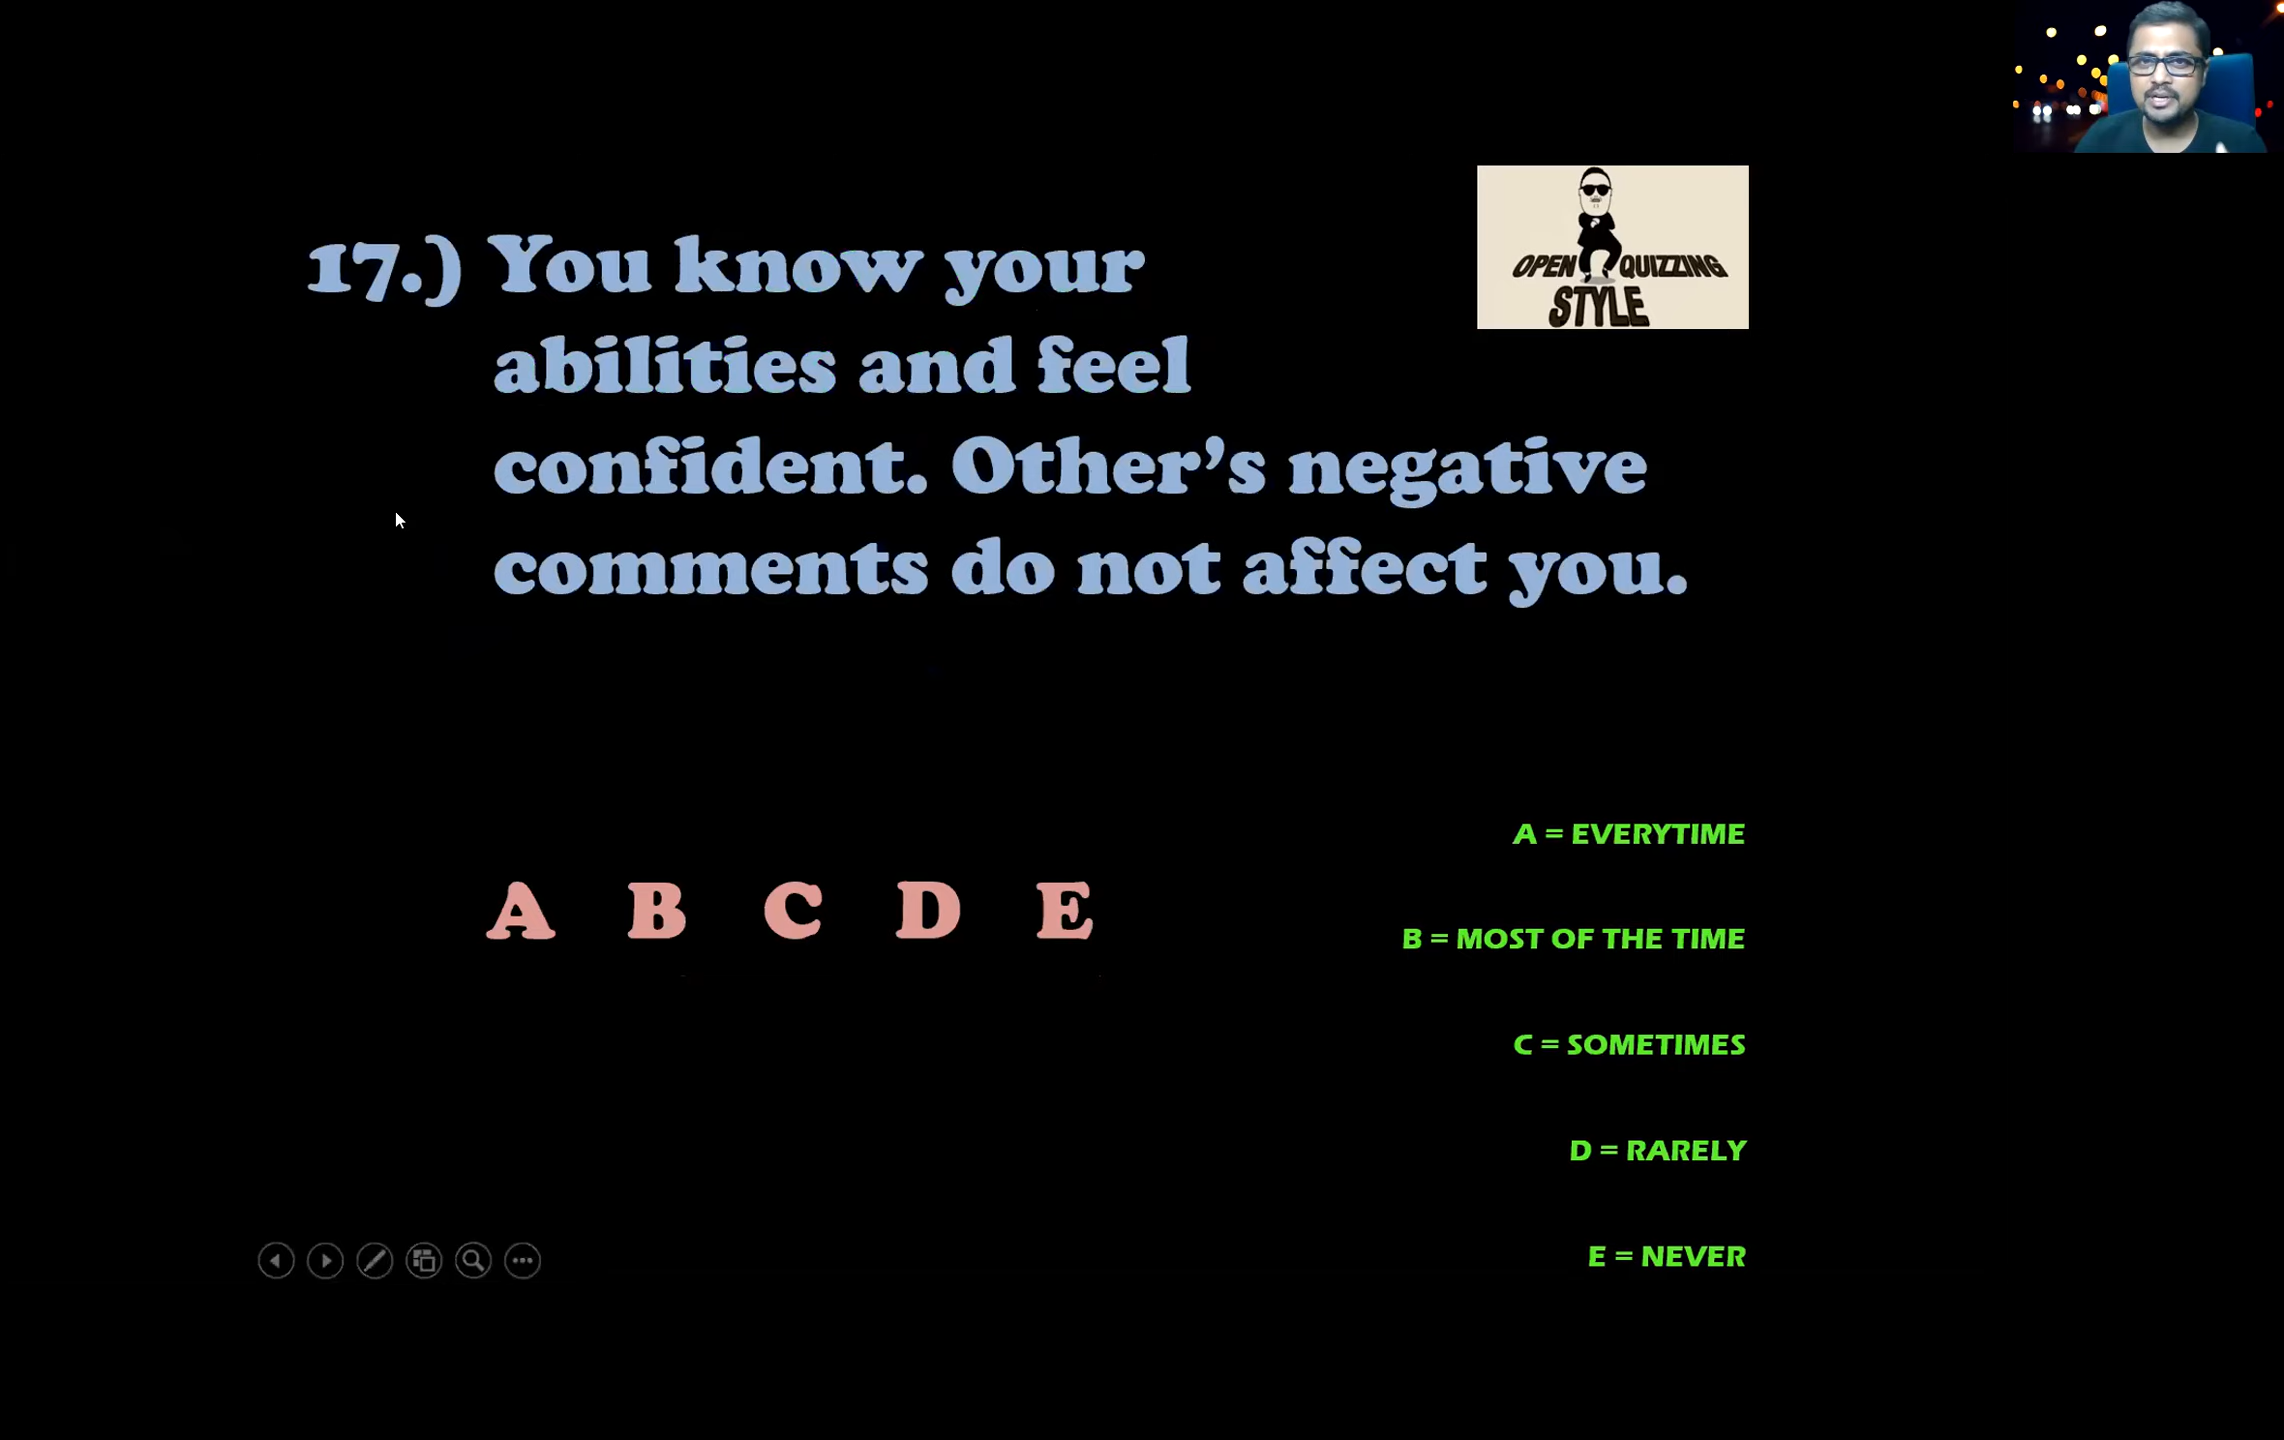 17.) You know your
abilities and feel
confident. Other’s negative
comments do not affect you.
OPEN QUIZZING
STYLE
A B C D E
A = EVERYTIME
B = MOST OF THE TIME
C = SOMETIMES
D = RARELY
E = NEVER